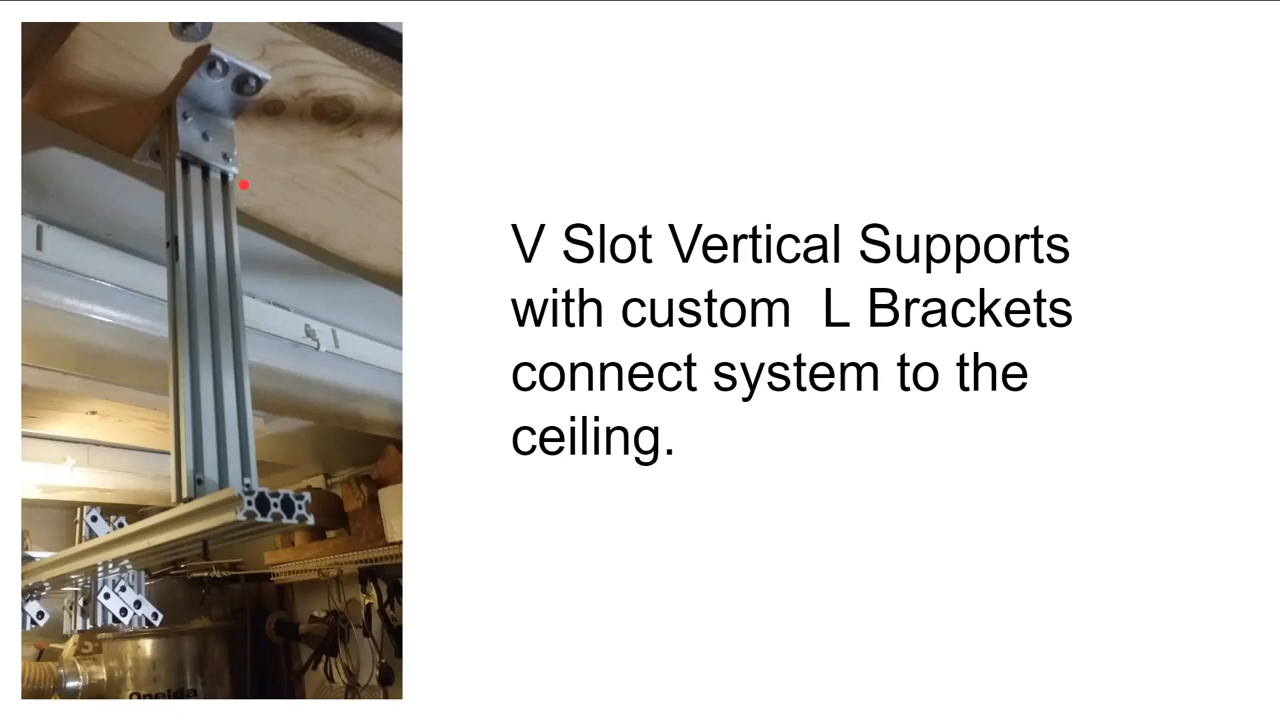 V Slot Vertical Supports
with custom  L Brackets
connect system to the
ceiling.
Oneida